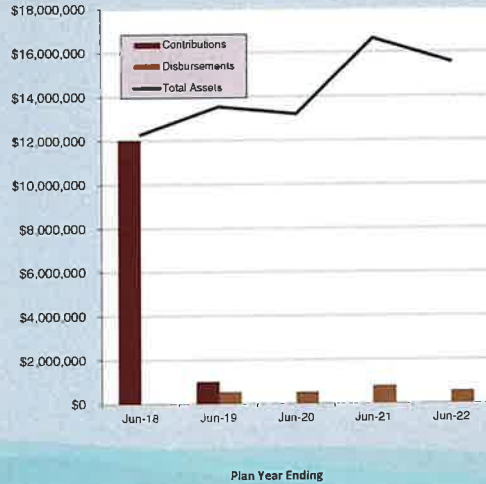 $18,000,000
$16,000,000
$14,000,000
$12,000,000
$10,000,000
$8,000,000
$6,000,000
$4,000,000
$2,000,000
$0
Contributions
Disbursements
Total Assets
Jun-18 Jun-19 Jun-20 Jun-21 Jun-22
Plan Year Ending